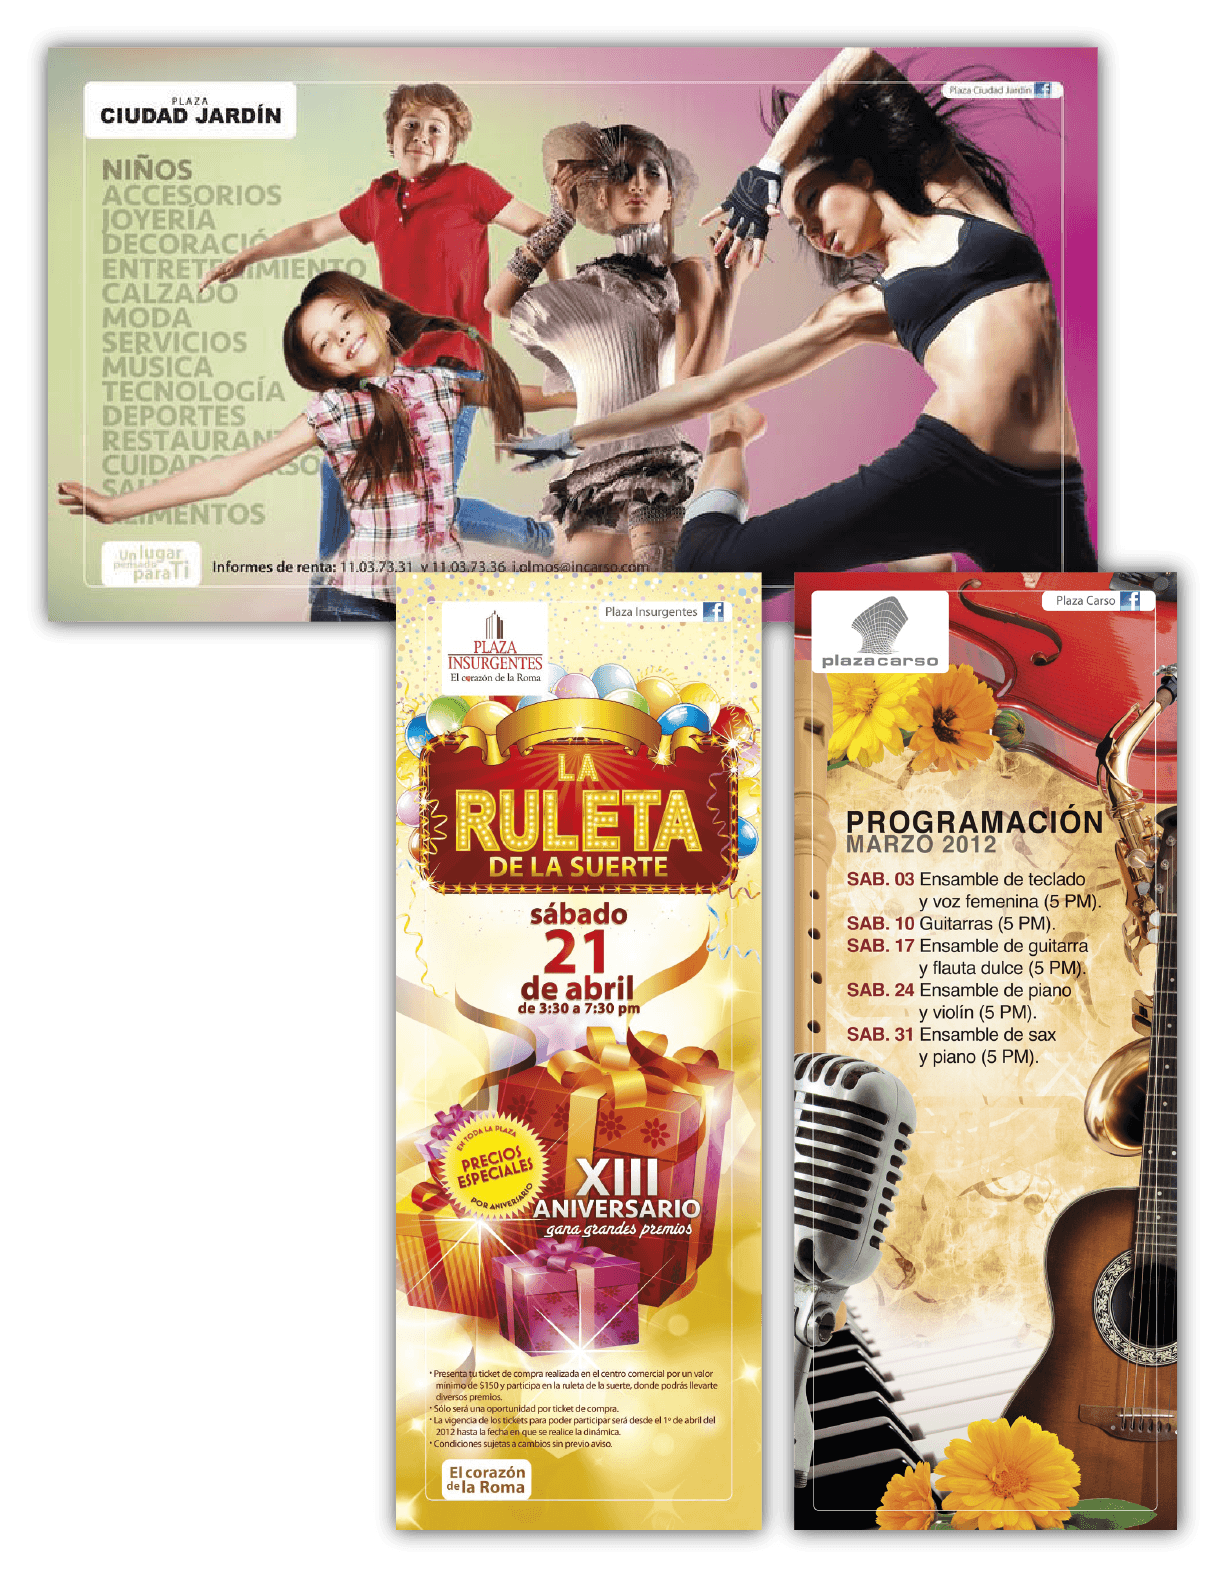 PLAZA
CIUDAD JARDÍN
Plaza Ciudad Jardín
NIÑOS
ACCESORIOS
JOYERÍA
DECORACIÓ
ENTRETENIMIENTO
CALZADO
MODA
SERVICIOS
MÚSICA
TECNOLOGÍA
DEPORTES
RESTAURANT
CUIDADO CASO
SAL
ALIMENTOS
Un lugar
pensado
para Ti
Informes de renta: 11.03.73.31 y 11.03.73.36 j.olmos@incarso.com
PLAZA
INSURGENTES
El corazón de la Roma
Plaza Insurgentes
LA
RULETA
DE LA SUERTE
sábado
21
de abril
de 3:30 a 7:30 pm
EN TODA LA PLAZA
PRECIOS
ESPECIALES
POR ANIVERIARIO
XIII
ANIVERSARIO
gana grandes premios
• Presenta tu ticket de compra realizada en el centro comercial por un valor
mínimo de $150 y participa en la ruleta de la suerte, donde podrás llevarte
diversos premios.
• Sólo será una oportunidad por ticket de compra.
• La vigencia de los tickets para poder participar será desde el 1º de abril del
2012 hasta la fecha en que se realice la dinámica.
• Condiciones sujetas a cambios sin previo aviso.
El corazón
de la Roma
plazacarso
Plaza Carso
PROGRAMACIÓN
MARZO 2012
SAB. 03 Ensamble de teclado
y voz femenina (5 PM).
SAB. 10 Guitarras (5 PM).
SAB. 17 Ensamble de guitarra
y flauta dulce (5 PM).
SAB. 24 Ensamble de piano
y violín (5 PM).
SAB. 31 Ensamble de sax
y piano (5 PM).